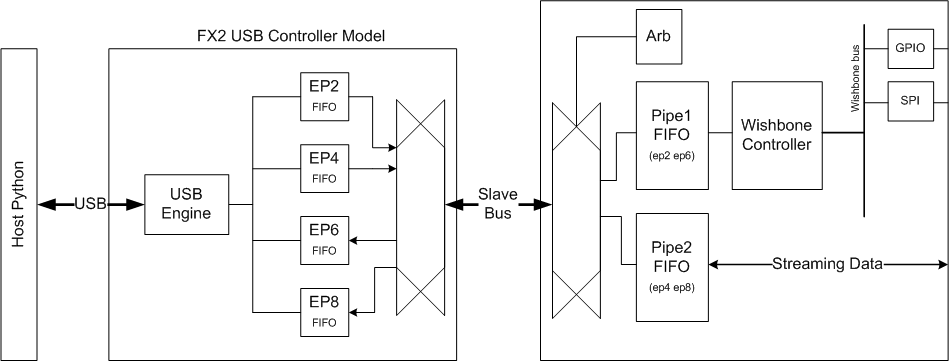 FX2 USB Controller Model
Host Python
USB
USB
Engine
EP2
FIFO
EP4
FIFO
EP6
FIFO
EP8
FIFO
Slave
Bus
Arb
Pipe1
FIFO
(ep2 ep6)
Wishbone
Controller
Wishbone bus
GPIO
SPI
Pipe2
FIFO
(ep4 ep8)
Streaming Data